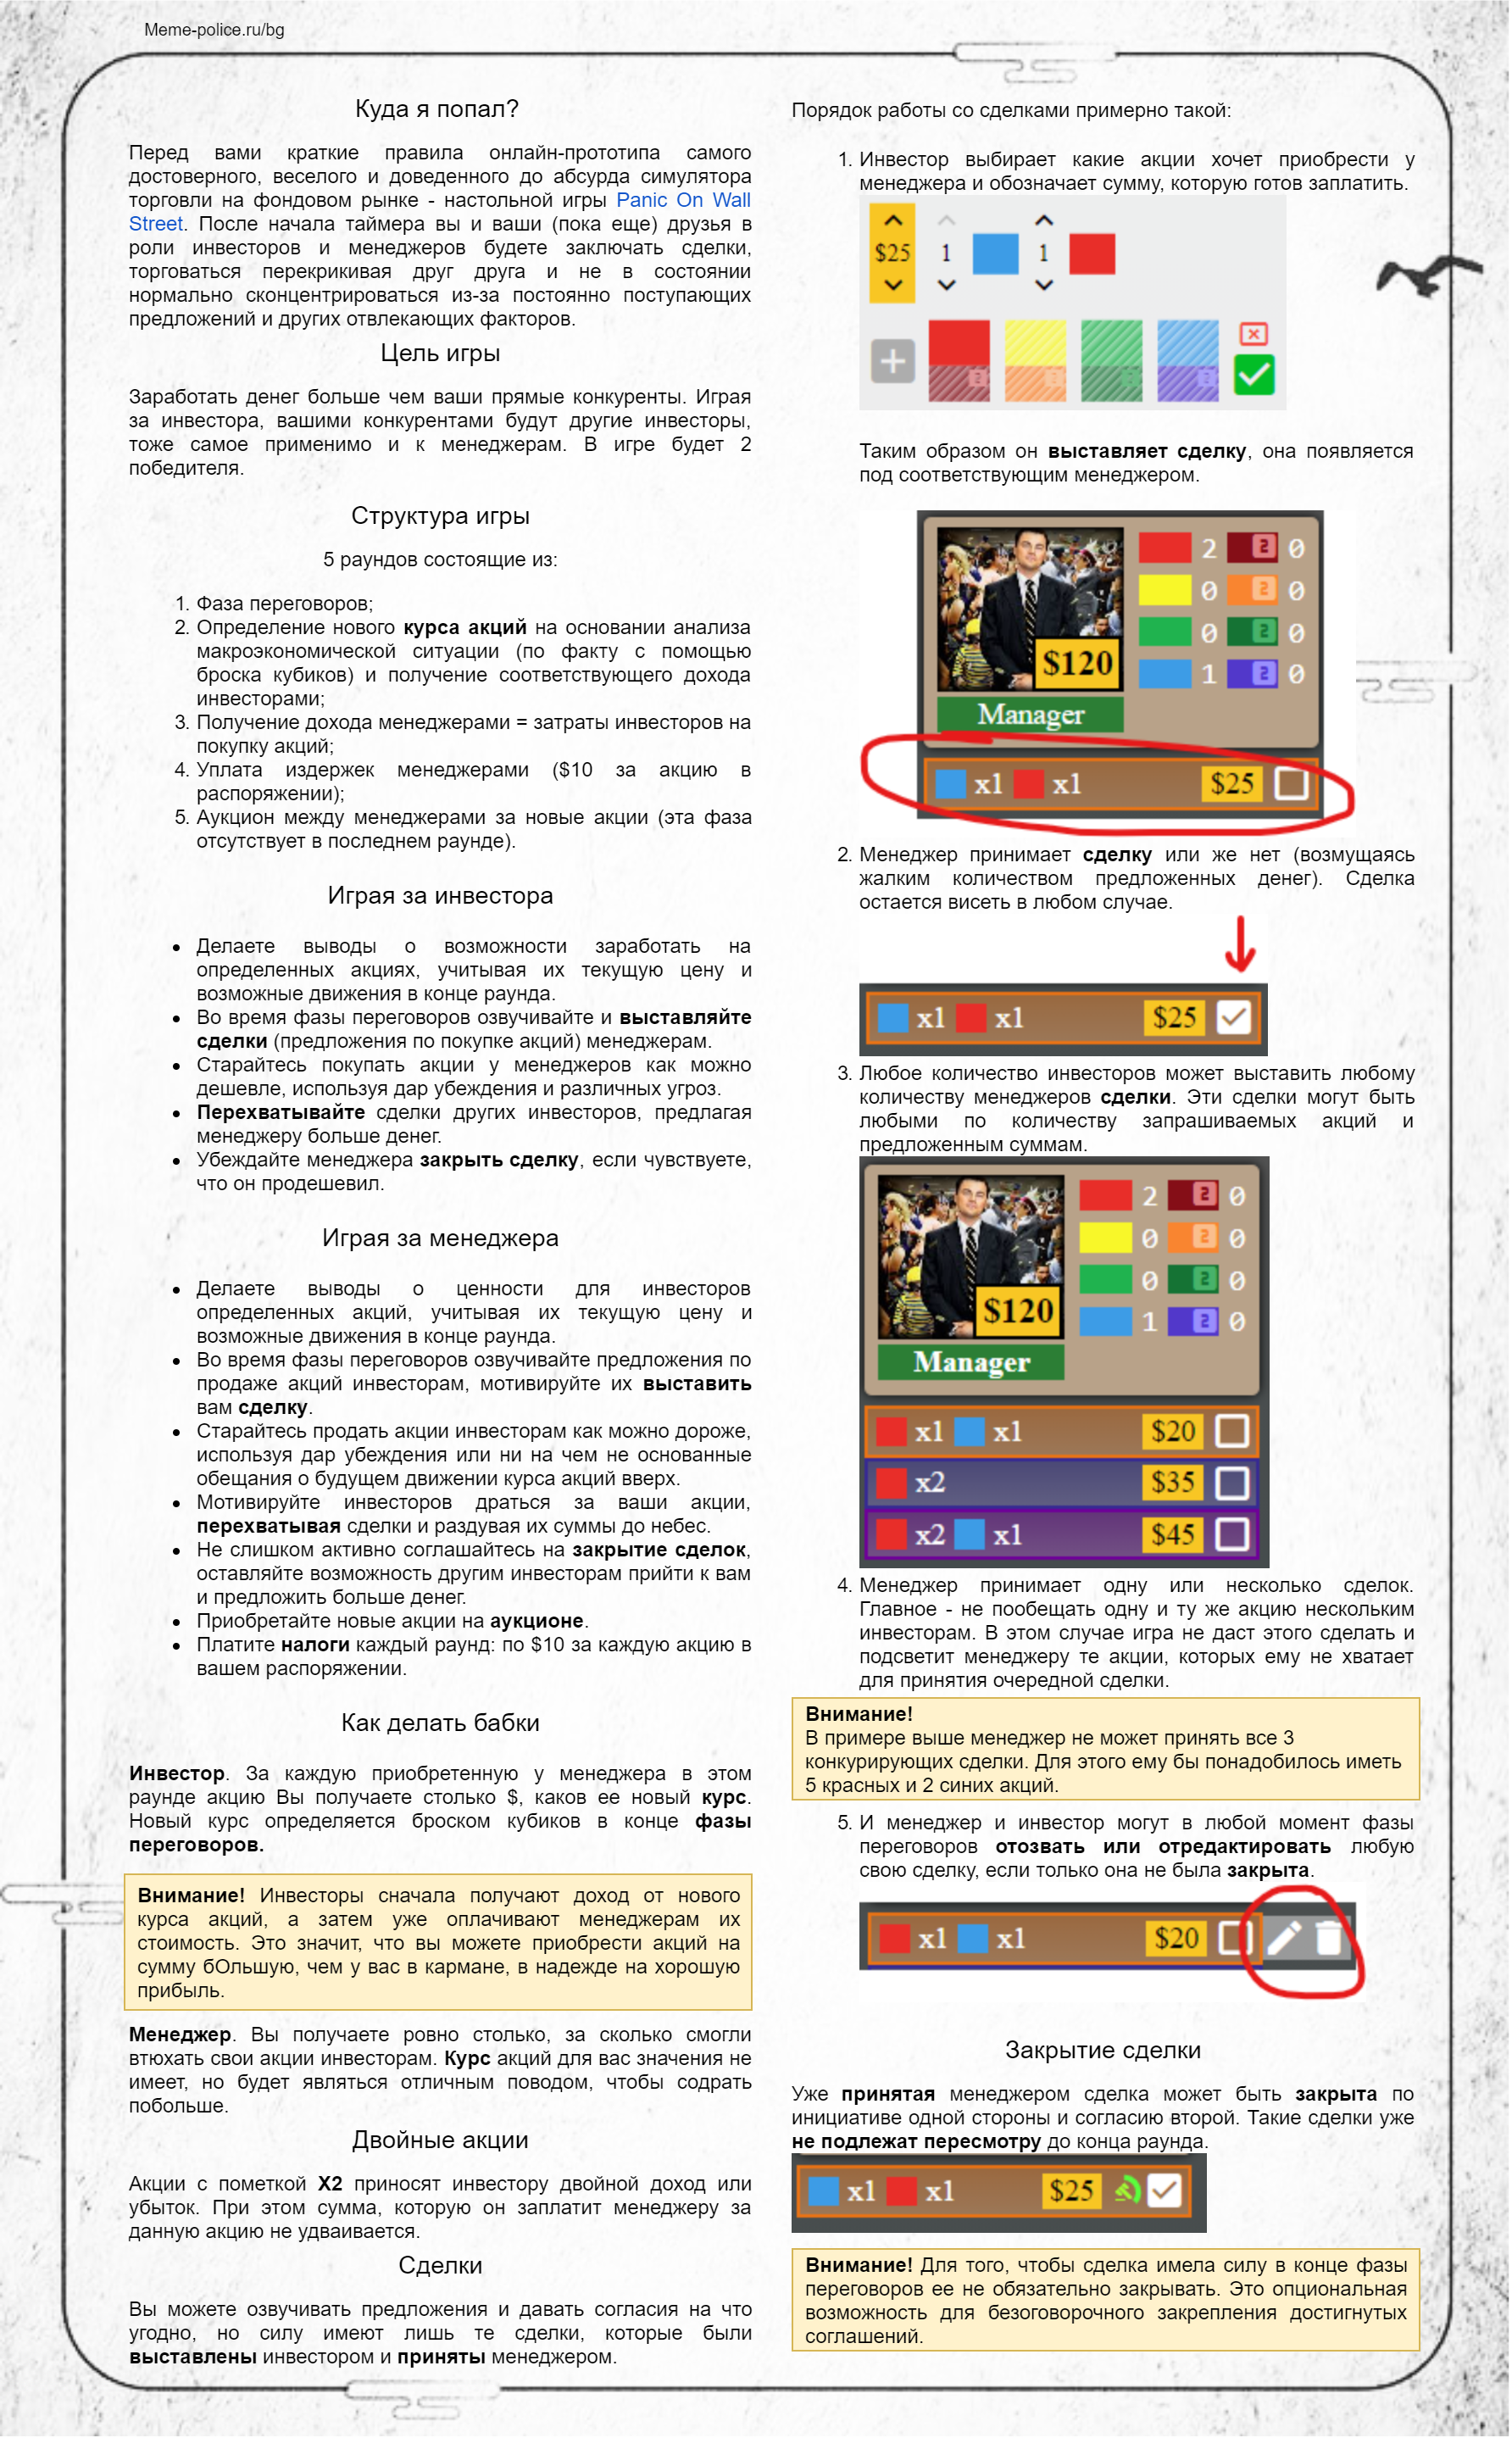 Meme-police.ru/bg
Куда я попал?
Перед вами краткие правила онлайн-прототипа самого
достоверного, веселого и доведенного до абсурда симулятора
торговли на фондовом рынке - настольной игры Panic On Wall
Street. После начала таймера вы и ваши (пока еще) друзья в
роли инвесторов и менеджеров будете заключать сделки,
торговаться перекрикивая друг друга и не в состоянии
нормально сконцентрироваться из-за постоянно поступающих
предложений и других отвлекающих факторов.
Цель игры
Заработать денег больше чем ваши прямые конкуренты. Играя
за инвестора, вашими конкурентами будут другие инвесторы,
тоже самое применимо и к менеджерам. В игре будет 2
победителя.
Структура игры
5 раундов состоящие из:
1. Фаза переговоров;
2. Определение нового курса акций на основании анализа
макроэкономической ситуации (по факту с помощью
броска кубиков) и получение соответствующего дохода
инвесторами;
3. Получение дохода менеджерами = затраты инвесторов на
покупку акций;
4. Уплата издержек менеджерами ($10 за акцию в
распоряжении);
5. Аукцион между менеджерами за новые акции (эта фаза
отсутствует в последнем раунде).
Играя за инвестора
● Делаете выводы о возможности заработать на
определенных акциях, учитывая их текущую цену и
возможные движения в конце раунда.
● Во время фазы переговоров озвучивайте и выставляйте
сделки (предложения по покупке акций) менеджерам.
● Старайтесь покупать акции у менеджеров как можно
дешевле, используя дар убеждения и различных угроз.
● Перехватывайте сделки других инвесторов, предлагая
менеджеру больше денег.
● Убеждайте менеджера закрыть сделку, если чувствуете,
что он продешевил.
Играя за менеджера
● Делаете выводы о ценности для инвесторов
определенных акций, учитывая их текущую цену и
возможные движения в конце раунда.
● Во время фазы переговоров озвучивайте предложения по
продаже акций инвесторам, мотивируйте их выставить
вам сделку.
● Старайтесь продать акции инвесторам как можно дороже,
используя дар убеждения или ни на чем не основанные
обещания о будущем движении курса акций вверх.
● Мотивируйте инвесторов драться за ваши акции,
перехватывая сделки и раздувая их суммы до небес.
● Не слишком активно соглашайтесь на закрытие сделок,
оставляйте возможность другим инвесторам прийти к вам
и предложить больше денег.
● Приобретайте новые акции на аукционе.
● Платите налоги каждый раунд: по $10 за каждую акцию в
вашем распоряжении.
Как делать бабки
Инвестор. За каждую приобретенную у менеджера в этом
раунде акцию Вы получаете столько $, каков ее новый курс.
Новый курс определяется броском кубиков в конце фазы
переговоров.
Внимание! Инвесторы сначала получают доход от нового
курса акций, а затем уже оплачивают менеджерам их
стоимость. Это значит, что вы можете приобрести акций на
сумму бОльшую, чем у вас в кармане, в надежде на хорошую
прибыль.
Менеджер. Вы получаете ровно столько, за сколько смогли
втюхать свои акции инвесторам. Курс акций для вас значения не
имеет, но будет являться отличным поводом, чтобы содрать
побольше.
Двойные акции
Акции с пометкой X2 приносят инвестору двойной доход или
убыток. При этом сумма, которую он заплатит менеджеру за
данную акцию не удваивается.
Сделки
Вы можете озвучивать предложения и давать согласия на что
угодно, но силу имеют лишь те сделки, которые были
выставлены инвестором и приняты менеджером.
Порядок работы со сделками примерно такой:
1. Инвестор выбирает какие акции хочет приобрести у
менеджера и обозначает сумму, которую готов заплатить.
$25 1 1
2 2 2 2
Таким образом он выставляет сделку, она появляется
под соответствующим менеджером.
2 2 0
0 2 0
0 2 0
$120 1 2 0
Manager
x1 x1 $25
2. Менеджер принимает сделку или же нет (возмущаясь
жалким количеством предложенных денег). Сделка
остается висеть в любом случае.
x1 x1 $25
3. Любое количество инвесторов может выставить любому
количеству менеджеров сделки. Эти сделки могут быть
любыми по количеству запрашиваемых акций и
предложенным суммам.
2 2 0
0 2 0
0 2 0
$120 1 2 0
Manager
x1 x1 $20
x2 $35
x2 x1 $45
4. Менеджер принимает одну или несколько сделок.
Главное - не пообещать одну и ту же акцию нескольким
инвесторам. В этом случае игра не даст этого сделать и
подсветит менеджеру те акции, которых ему не хватает
для принятия очередной сделки.
Внимание!
В примере выше менеджер не может принять все 3
конкурирующих сделки. Для этого ему бы понадобилось иметь
5 красных и 2 синих акций.
5. И менеджер и инвестор могут в любой момент фазы
переговоров отозвать или отредактировать любую
свою сделку, если только она не была закрыта.
x1 x1 $20
Закрытие сделки
Уже принятая менеджером сделка может быть закрыта по
инициативе одной стороны и согласию второй. Такие сделки уже
не подлежат пересмотру до конца раунда.
x1 x1 $25
Внимание! Для того, чтобы сделка имела силу в конце фазы
переговоров ее не обязательно закрывать. Это опциональная
возможность для безоговорочного закрепления достигнутых
соглашений.